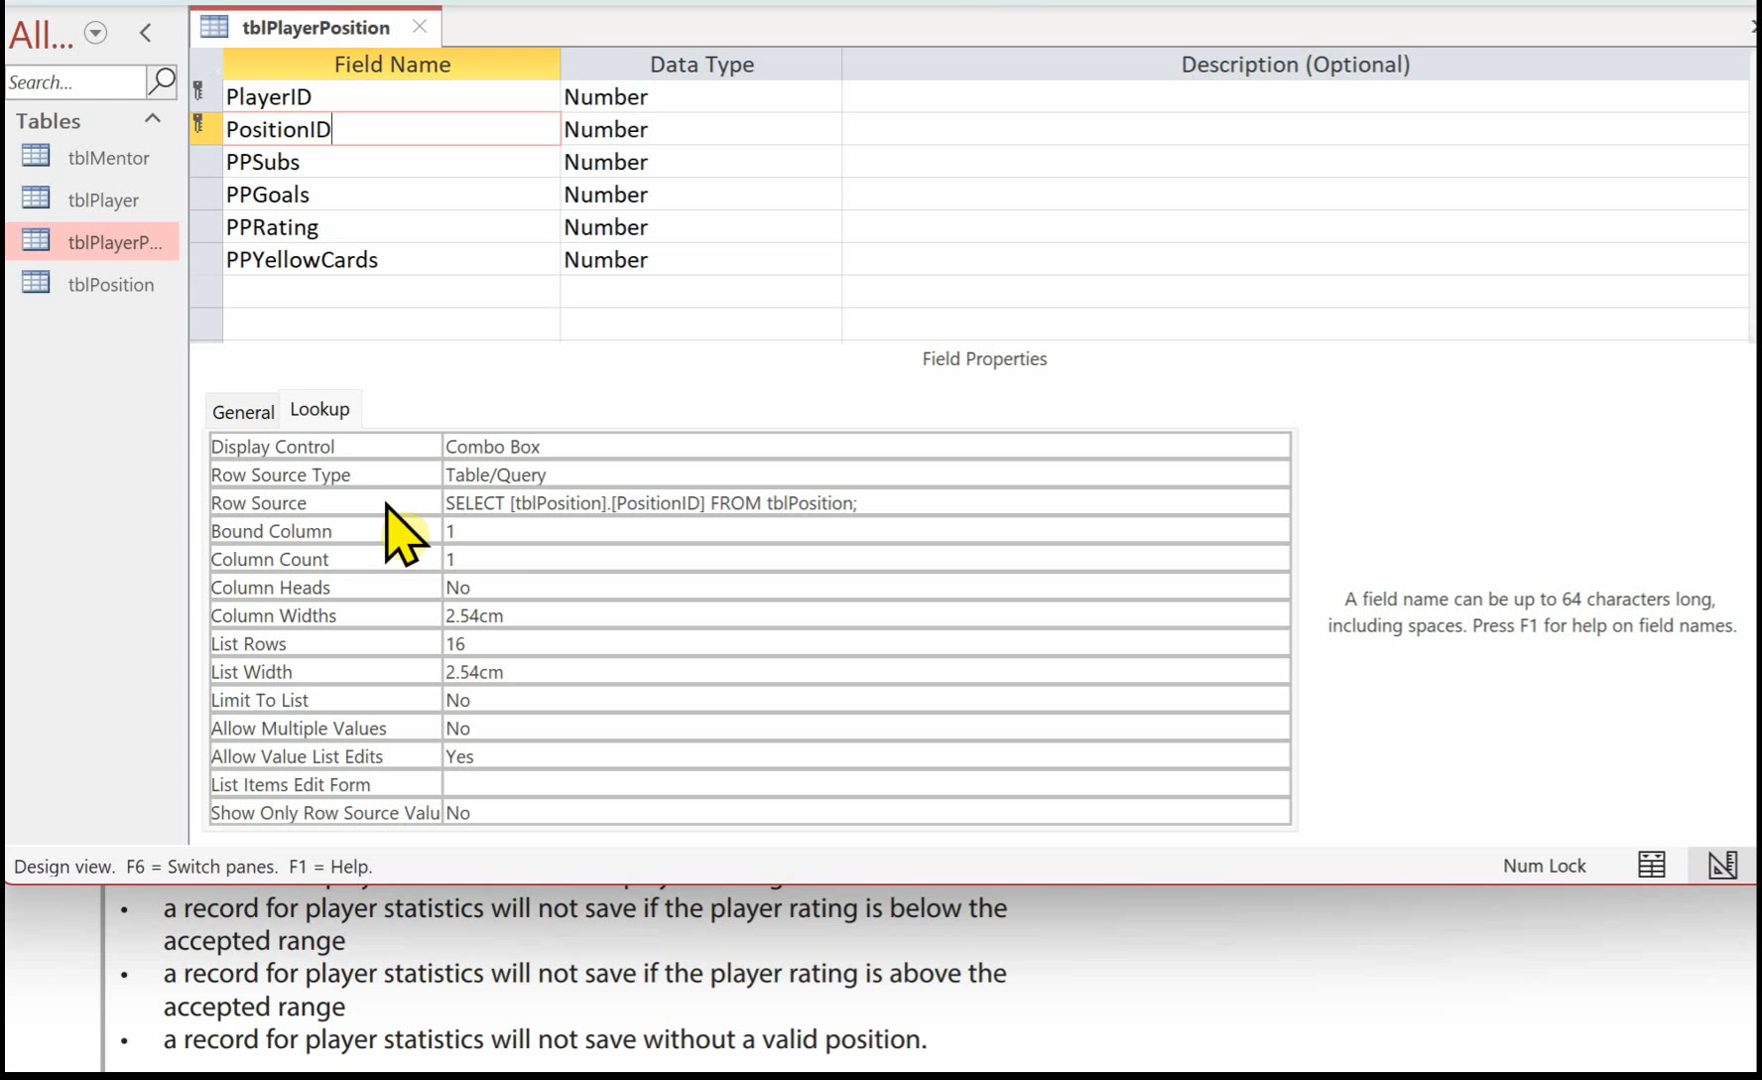 All...
tblPlayerPosition
Search...
Field Name Data Type Description (Optional)
Tables
PlayerID Number
PositionID Number
PPSubs Number
PPGoals Number
PPRating Number
PPYellowCards Number
tblMentor
tblPlayer
tblPlayerP...
tblPosition
Field Properties
General Lookup
Display Control Combo Box
Row Source Type Table/Query
Row Source SELECT [tblPosition].[PositionID] FROM tblPosition;
Bound Column 1
Column Count 1
Column Heads No
Column Widths 2.54cm
List Rows 16
List Width 2.54cm
Limit To List No
Allow Multiple Values No
Allow Value List Edits Yes
List Items Edit Form
Show Only Row Source Valu No
A field name can be up to 64 characters long,
including spaces. Press F1 for help on field names.
Design view. F6 = Switch panes. F1 = Help.
Num Lock
• a record for player statistics will not save if the player rating is below the
accepted range
• a record for player statistics will not save if the player rating is above the
accepted range
• a record for player statistics will not save without a valid position.